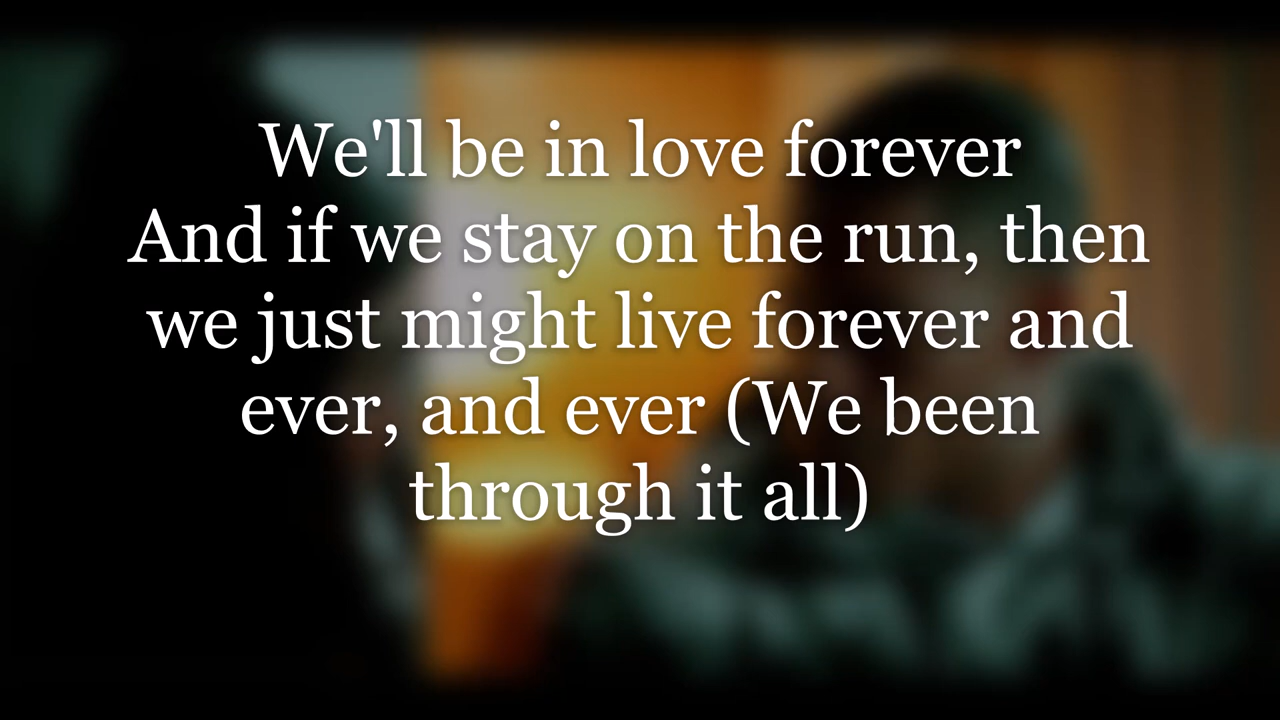 We'll be in love forever
And if we stay on the run, then
we just might live forever and
ever, and ever (We been
through it all)